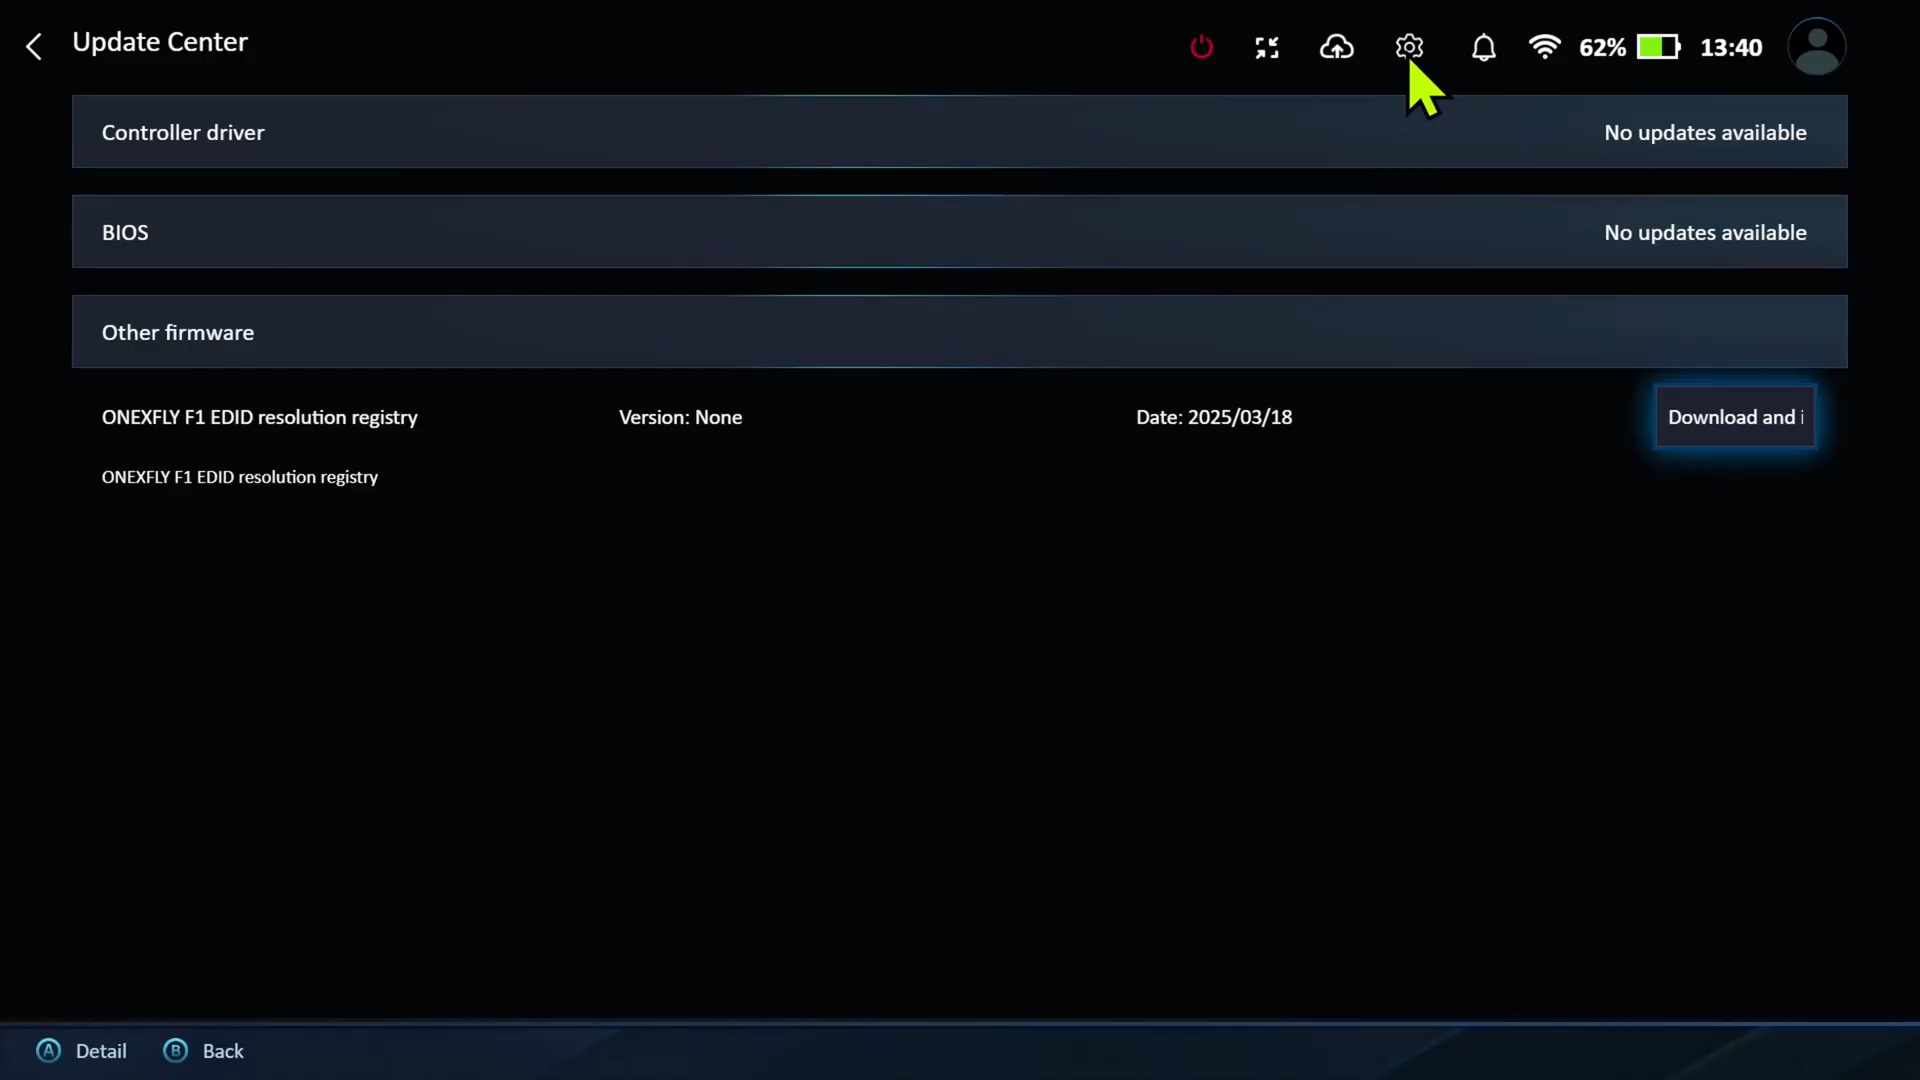 Update Center
62%
13:40
Controller driver
No updates available
BIOS
No updates available
Other firmware
ONEXFLY F1 EDID resolution registry
Version: None
Date: 2025/03/18
Download and i
ONEXFLY F1 EDID resolution registry
A Detail
B Back